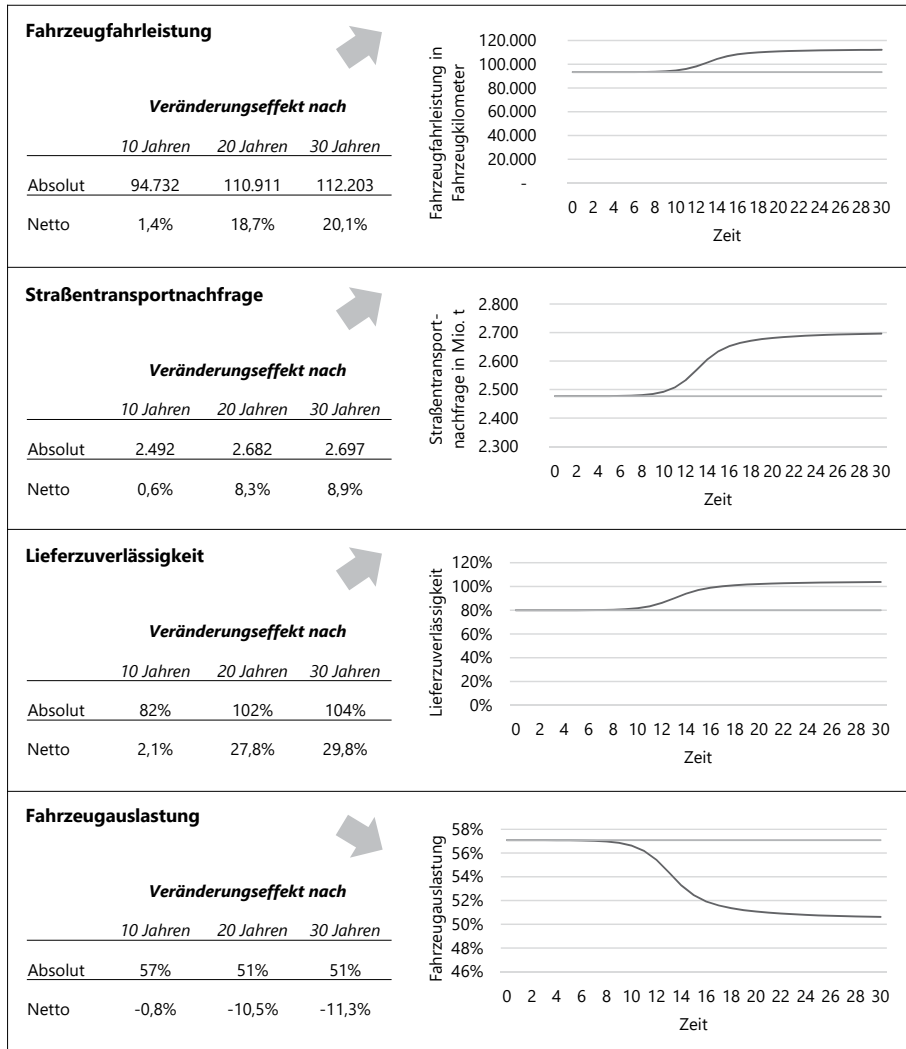 Fahrzeugfahrleistung
Veränderungseffekt nach
10 Jahren 20 Jahren 30 Jahren
Absolut 94.732 110.911 112.203
Netto 1,4% 18,7% 20,1%
Fahrzeugfahrleistung in
Fahrzeugkilometer
120.000
100.000
80.000
60.000
40.000
20.000
-
0 2 4 6 8 10 12 14 16 18 20 22 24 26 28 30
Zeit
Straßentransportnachfrage
Veränderungseffekt nach
10 Jahren 20 Jahren 30 Jahren
Absolut 2.492 2.682 2.697
Netto 0,6% 8,3% 8,9%
Straßentransport-
nachfrage in Mio. t
2.800
2.700
2.600
2.500
2.400
2.300
0 2 4 6 8 10 12 14 16 18 20 22 24 26 28 30
Zeit
Lieferzuverlässigkeit
Veränderungseffekt nach
10 Jahren 20 Jahren 30 Jahren
Absolut 82% 102% 104%
Netto 2,1% 27,8% 29,8%
Lieferzuverlässigkeit
120%
100%
80%
60%
40%
20%
0%
0 2 4 6 8 10 12 14 16 18 20 22 24 26 28 30
Zeit
Fahrzeugauslastung
Veränderungseffekt nach
10 Jahren 20 Jahren 30 Jahren
Absolut 57% 51% 51%
Netto -0,8% -10,5% -11,3%
Fahrzeugauslastung
58%
56%
54%
52%
50%
48%
46%
0 2 4 6 8 10 12 14 16 18 20 22 24 26 28 30
Zeit